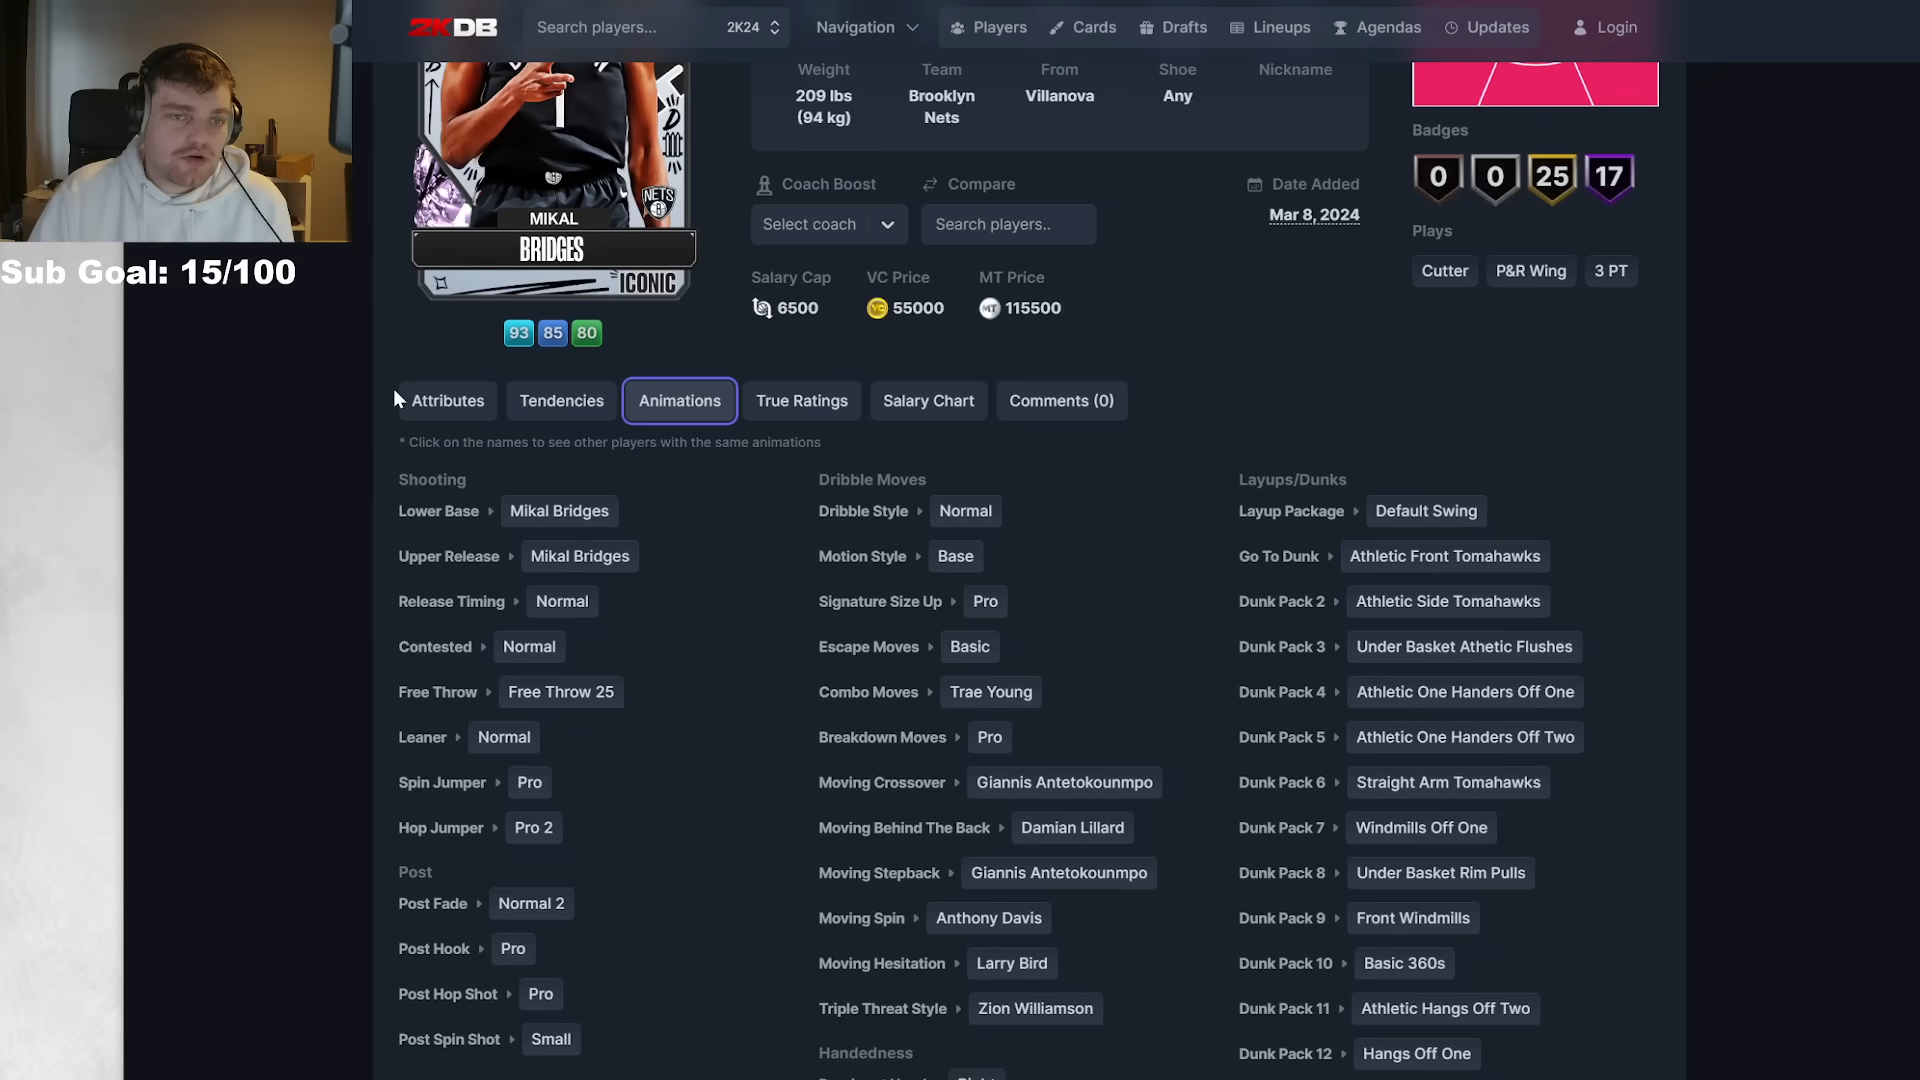 2KDB
Search players...
2K24
Navigation
Players
Cards
Drafts
Lineups
Agendas
Updates
Login
Weight
209 lbs
(94 kg)
Team
Brooklyn
Nets
From
Villanova
Shoe
Any
Nickname
1
NETS
MIKAL
BRIDGES
ICONIC
93 85 80
Coach Boost
Select coach
Compare
Search players..
Date Added
Mar 8, 2024
Salary Cap
6500
VC Price
VC 55000
MT Price
MT 115500
Badges
0 0 25 17
Plays
Cutter P&R Wing 3 PT
Sub Goal: 15/100
Attributes Tendencies Animations True Ratings Salary Chart Comments (0)
* Click on the names to see other players with the same animations
Shooting
Lower Base Mikal Bridges
Upper Release Mikal Bridges
Release Timing Normal
Contested Normal
Free Throw Free Throw 25
Leaner Normal
Spin Jumper Pro
Hop Jumper Pro 2
Post
Post Fade Normal 2
Post Hook Pro
Post Hop Shot Pro
Post Spin Shot Small
Dribble Moves
Dribble Style Normal
Motion Style Base
Signature Size Up Pro
Escape Moves Basic
Combo Moves Trae Young
Breakdown Moves Pro
Moving Crossover Giannis Antetokounmpo
Moving Behind The Back Damian Lillard
Moving Stepback Giannis Antetokounmpo
Moving Spin Anthony Davis
Moving Hesitation Larry Bird
Triple Threat Style Zion Williamson
Handedness
Layups/Dunks
Layup Package Default Swing
Go To Dunk Athletic Front Tomahawks
Dunk Pack 2 Athletic Side Tomahawks
Dunk Pack 3 Under Basket Athetic Flushes
Dunk Pack 4 Athletic One Handers Off One
Dunk Pack 5 Athletic One Handers Off Two
Dunk Pack 6 Straight Arm Tomahawks
Dunk Pack 7 Windmills Off One
Dunk Pack 8 Under Basket Rim Pulls
Dunk Pack 9 Front Windmills
Dunk Pack 10 Basic 360s
Dunk Pack 11 Athletic Hangs Off Two
Dunk Pack 12 Hangs Off One